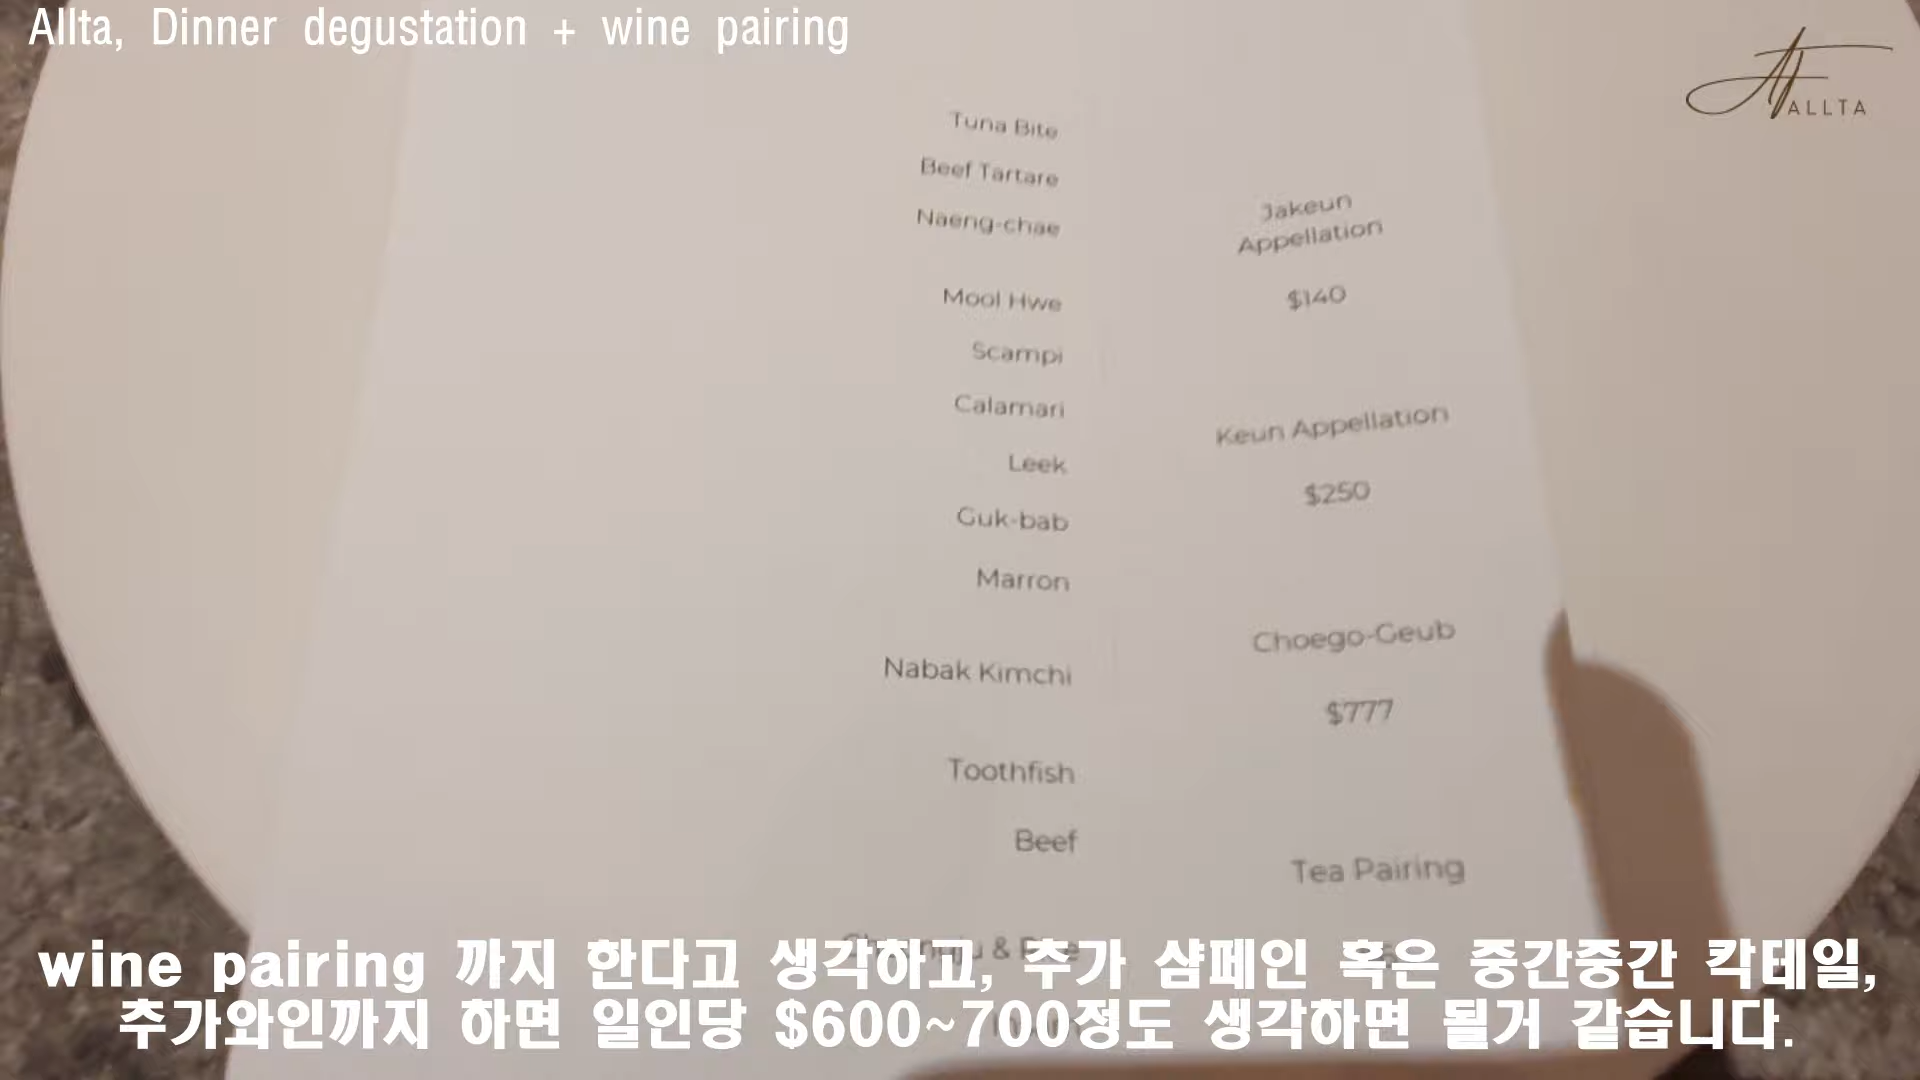 Allta, Dinner degustation + wine pairing
ALLTA
Tuna Bite
Beef Tartare
Naeng-chae
Mool Hwe
Scampi
Calamari
Leek
Guk-bab
Marron
Nabak Kimchi
Toothfish
Beef
Jakeun
Appellation
$140
Keun Appellation
$250
Choego-Geub
$777
Tea Pairing
wine pairing 까지 한다고 생각하고, 추가 샴페인 혹은 중간중간 칵테일,
추가와인까지 하면 일인당 $600~700정도 생각하면 될거 같습니다.